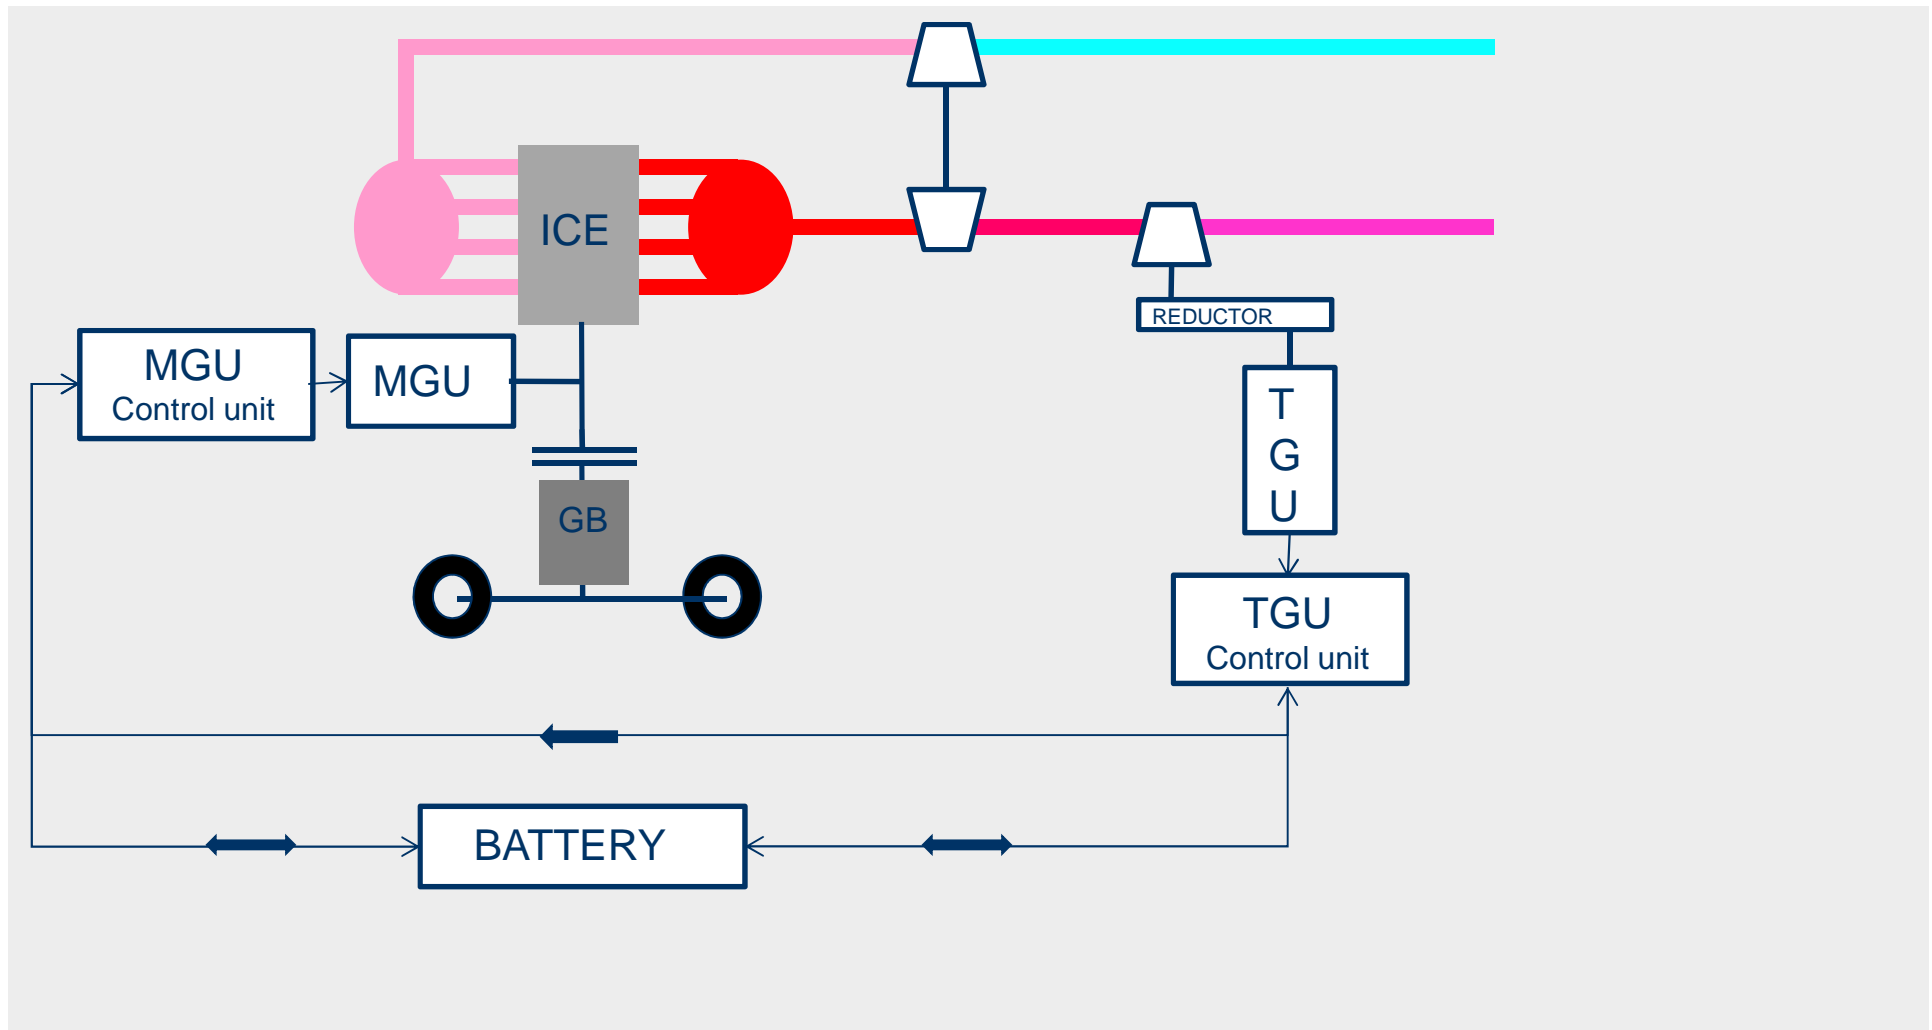 ICE
REDUCTOR
MGU
Control unit
MGU
T
G
U
GB
TGU
Control unit
BATTERY